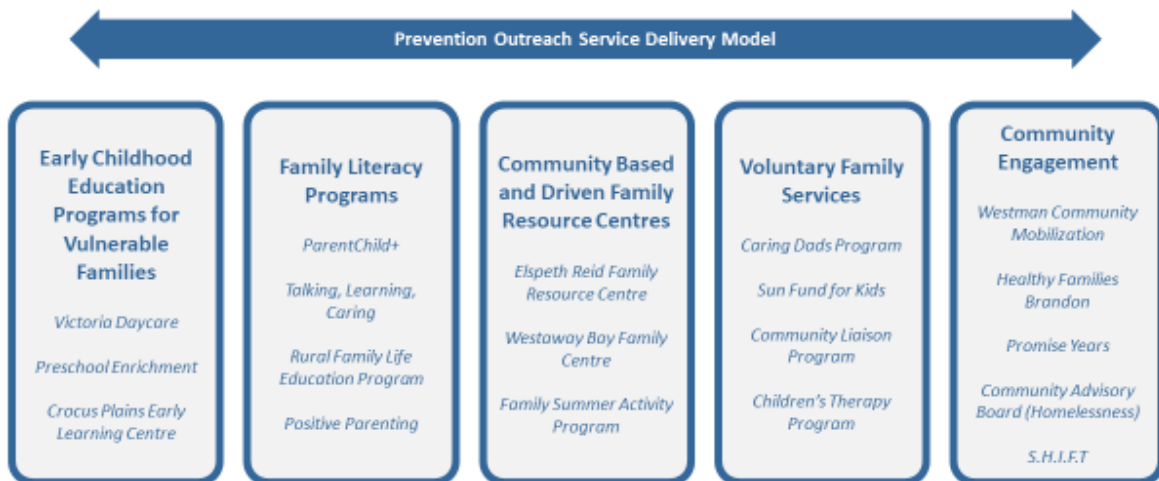 Prevention Outreach Service Delivery Model
Early Childhood
Education
Programs for
Vulnerable
Families
Victoria Daycare
Preschool Enrichment
Crocus Plains Early
Learning Centre
Family Literacy
Programs
ParentChild+
Talking, Learning,
Caring
Rural Family Life
Education Program
Positive Parenting
Community Based
and Driven Family
Resource Centres
Elspeth Reid Family
Resource Centre
Westaway Bay Family
Centre
Family Summer Activity
Program
Voluntary Family
Services
Caring Dads Program
Sun Fund for Kids
Community Liaison
Program
Children's Therapy
Program
Community
Engagement
Westman Community
Mobilization
Healthy Families
Brandon
Promise Years
Community Advisory
Board (Homelessness)
S.H.I.F.T